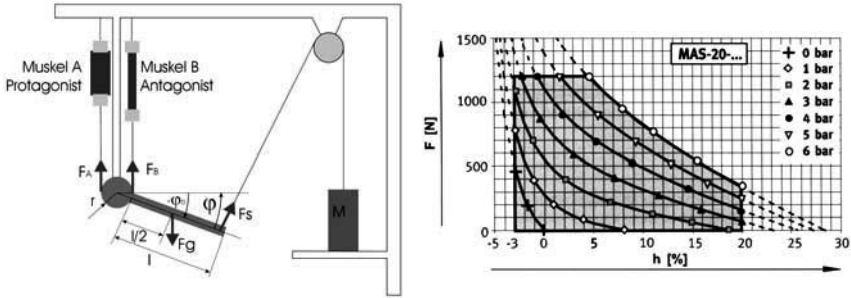 Muskel A
Protagonist
Muskel B
Antagonist
FA
FB
r
-φ0
φ
Fs
l/2
Fg
l
M
MAS-20-...
0 bar
1 bar
2 bar
3 bar
4 bar
5 bar
6 bar
F [N]
1500
1200
900
500
0
-5 -3 0 5 10 15 20 25 30
h [%]